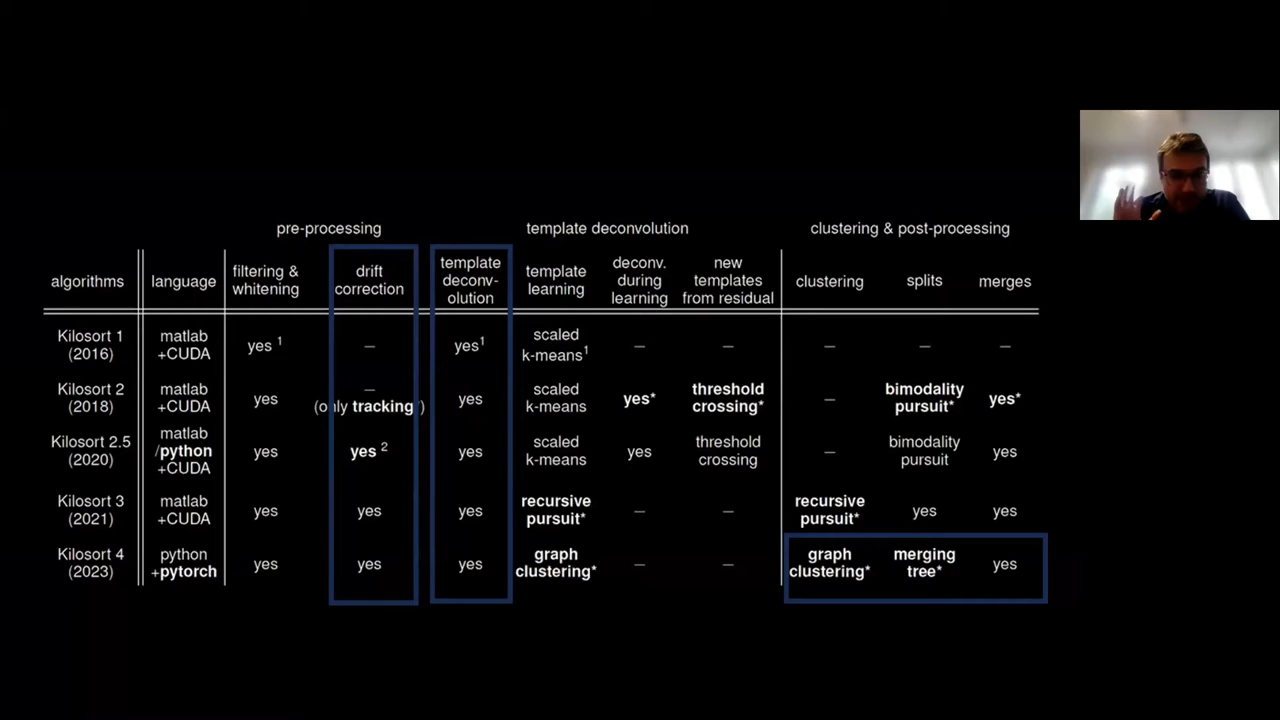 pre-processing template deconvolution clustering & post-processing
algorithms language filtering & whitening drift correction template deconv- olution template learning deconv. during learning new templates from residual clustering splits merges
Kilosort 1 (2016) matlab +CUDA yes 1 — yes1 scaled k-means1 — — — — —
Kilosort 2 (2018) matlab +CUDA yes — (only tracking) yes scaled k-means yes* threshold crossing* — bimodality pursuit* yes*
Kilosort 2.5 (2020) matlab /python +CUDA yes yes 2 yes scaled k-means yes threshold crossing — bimodality pursuit yes
Kilosort 3 (2021) matlab +CUDA yes yes yes recursive pursuit* — — recursive pursuit* yes yes
Kilosort 4 (2023) python +pytorch yes yes yes graph clustering* — — graph clustering* merging tree* yes